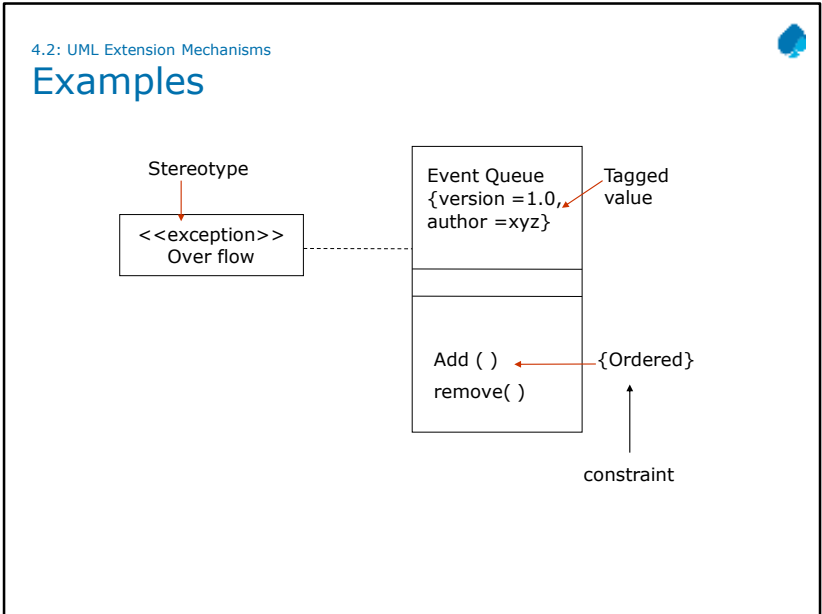 4.2: UML Extension Mechanisms
Examples
Stereotype
<<exception>>
Over flow
Event Queue
{version =1.0,
author =xyz}
Tagged
value
Add ( )
{Ordered}
remove( )
constraint